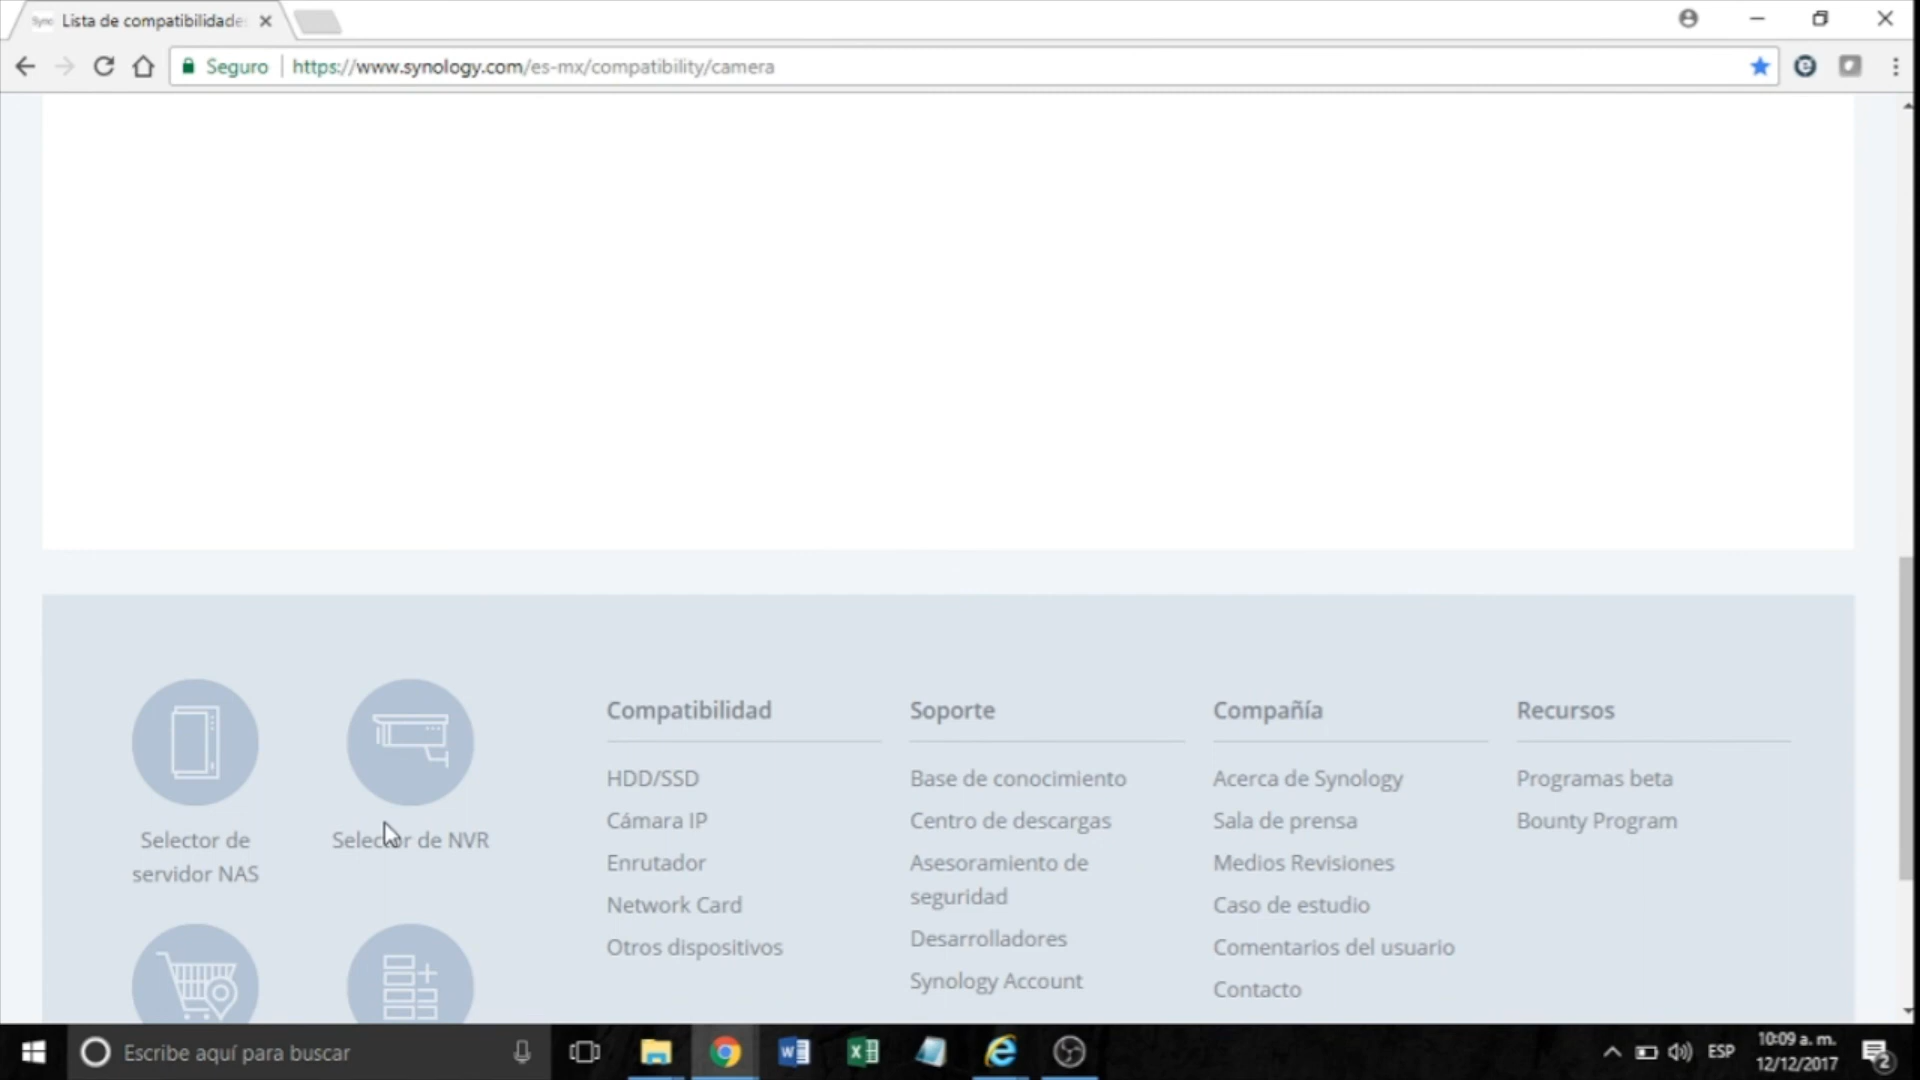 Lista de compatibilidade
Seguro
https://www.synology.com/es-mx/compatibility/camera
Selector de
servidor NAS
Selector de NVR
Compatibilidad
HDD/SSD
Cámara IP
Enrutador
Network Card
Otros dispositivos
Soporte
Base de conocimiento
Centro de descargas
Asesoramiento de
seguridad
Desarrolladores
Synology Account
Compañía
Acerca de Synology
Sala de prensa
Medios Revisiones
Caso de estudio
Comentarios del usuario
Contacto
Recursos
Programas beta
Bounty Program
Escribe aquí para buscar
ESP
10:09 a. m.
12/12/2017
2